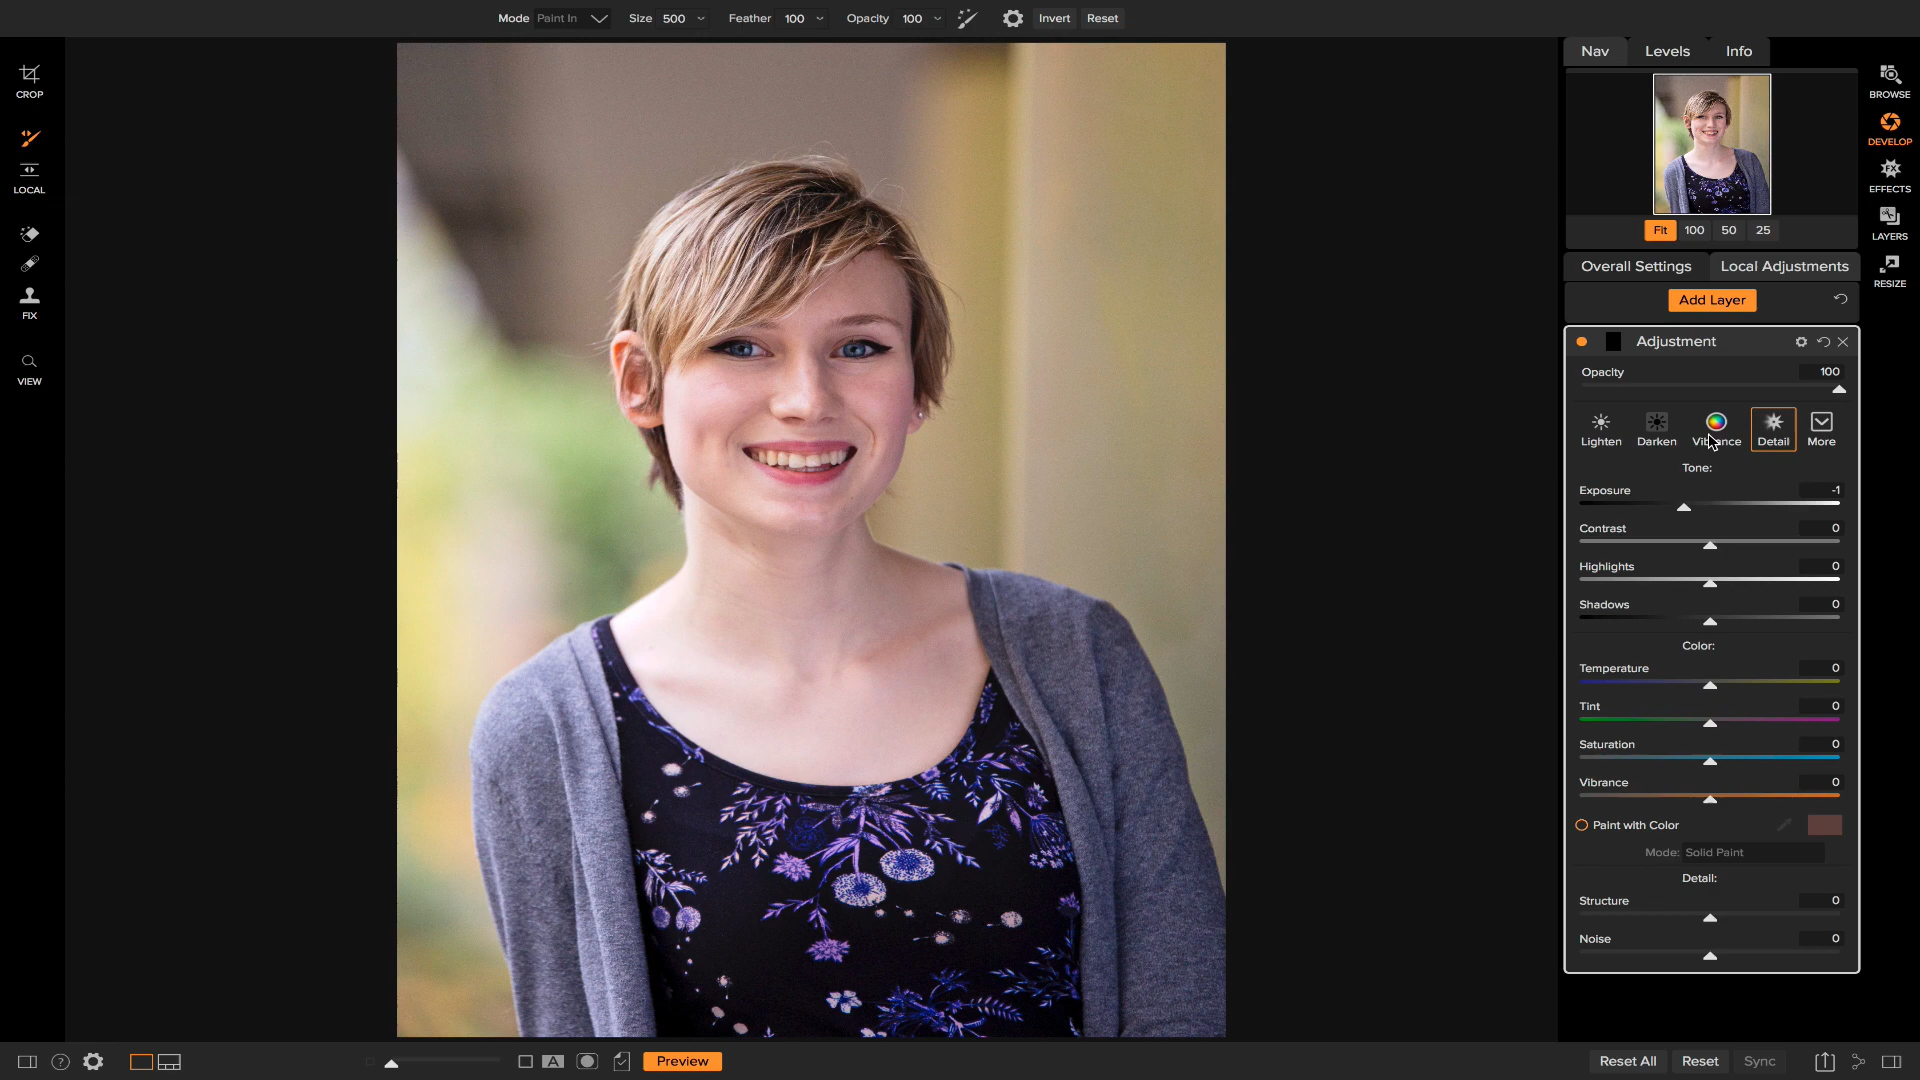 Mode Paint In Size 500 Feather 100 Opacity 100 Invert Reset
CROP
LOCAL
FIX
VIEW
Nav Levels Info
Fit 100 50 25
BROWSE
DEVELOP
EFFECTS
LAYERS
RESIZE
Overall Settings Local Adjustments
Add Layer
Adjustment
Opacity 100
Lighten Darken Vibrance Detail More
Tone:
Exposure -1
Contrast 0
Highlights 0
Shadows 0
Color:
Temperature 0
Tint 0
Saturation 0
Vibrance 0
Paint with Color
Mode: Solid Paint
Detail:
Structure 0
Noise 0
? A Preview Reset All Reset Sync